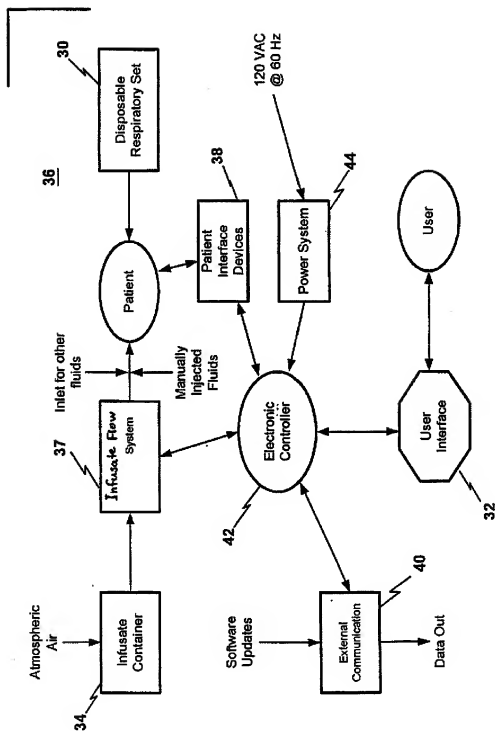 36
30
Disposable
Respiratory Set
Patient
Inlet for other
fluids
Manually
Injected
Fluids
37
Infusate Flow
System
Atmospheric
Air
Infusate
Container
34
38
Patient
Interface
Devices
120 VAC
@ 60 Hz
44
Power System
Electronic
Controller
42
Software
Updates
External
Communication
40
Data Out
User
Interface
32
User